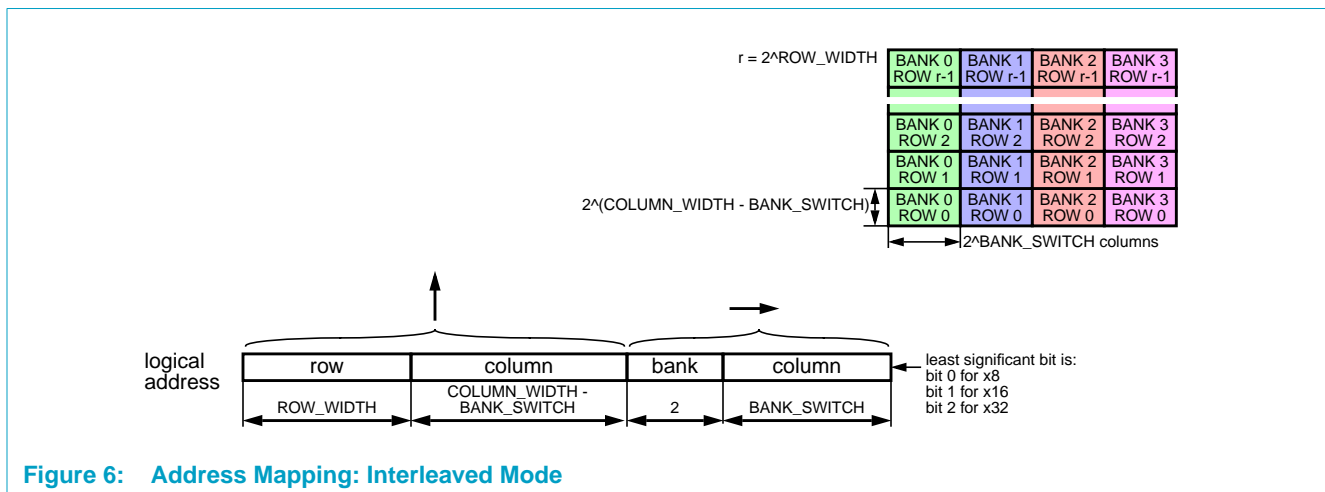 r = 2^ROW_WIDTH
BANK 0 BANK 1 BANK 2 BANK 3
ROW r-1 ROW r-1 ROW r-1 ROW r-1
BANK 0 BANK 1 BANK 2 BANK 3
ROW 2 ROW 2 ROW 2 ROW 2
BANK 0 BANK 1 BANK 2 BANK 3
ROW 1 ROW 1 ROW 1 ROW 1
2^(COLUMN_WIDTH - BANK_SWITCH)
BANK 0 BANK 1 BANK 2 BANK 3
ROW 0 ROW 0 ROW 0 ROW 0
2^BANK_SWITCH columns
logical
address
row column bank column
ROW_WIDTH
COLUMN_WIDTH -
BANK_SWITCH
2
BANK_SWITCH
least significant bit is:
bit 0 for x8
bit 1 for x16
bit 2 for x32
Figure 6: Address Mapping: Interleaved Mode